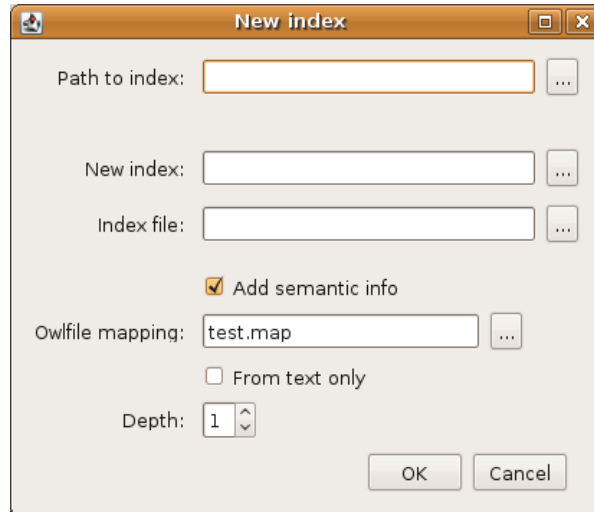 New index
Path to index: ...
New index: ...
Index file: ...
Add semantic info
Owlfile mapping: test.map ...
From text only
Depth: 1
OK Cancel